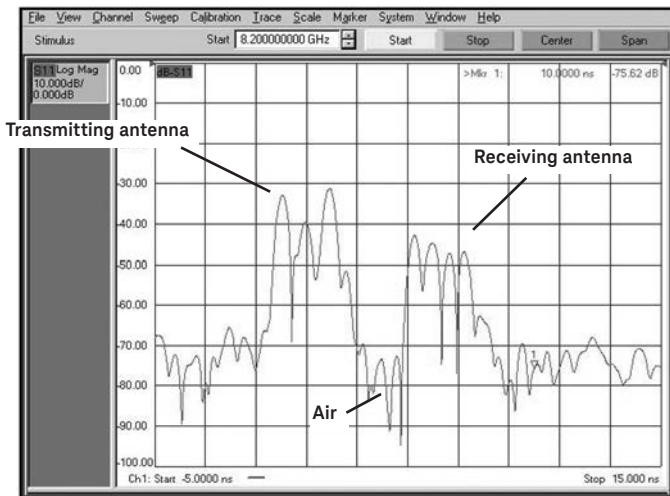 File View Channel Sweep Calibration Trace Scale Marker System Window Help
Stimulus Start 8.200000000 GHz Start Stop Center Span
S11 Log Mag
10.000dB/
0.000dB
0.00 dB-S11 >Mkr 1: 10.0000 ns -75.62 dB
-10.00
Transmitting antenna
Receiving antenna
-30.00
-40.00
-50.00
-60.00
-70.00
1
-80.00
Air
-90.00
-100.00
Ch1: Start -5.0000 ns Stop 15.000 ns